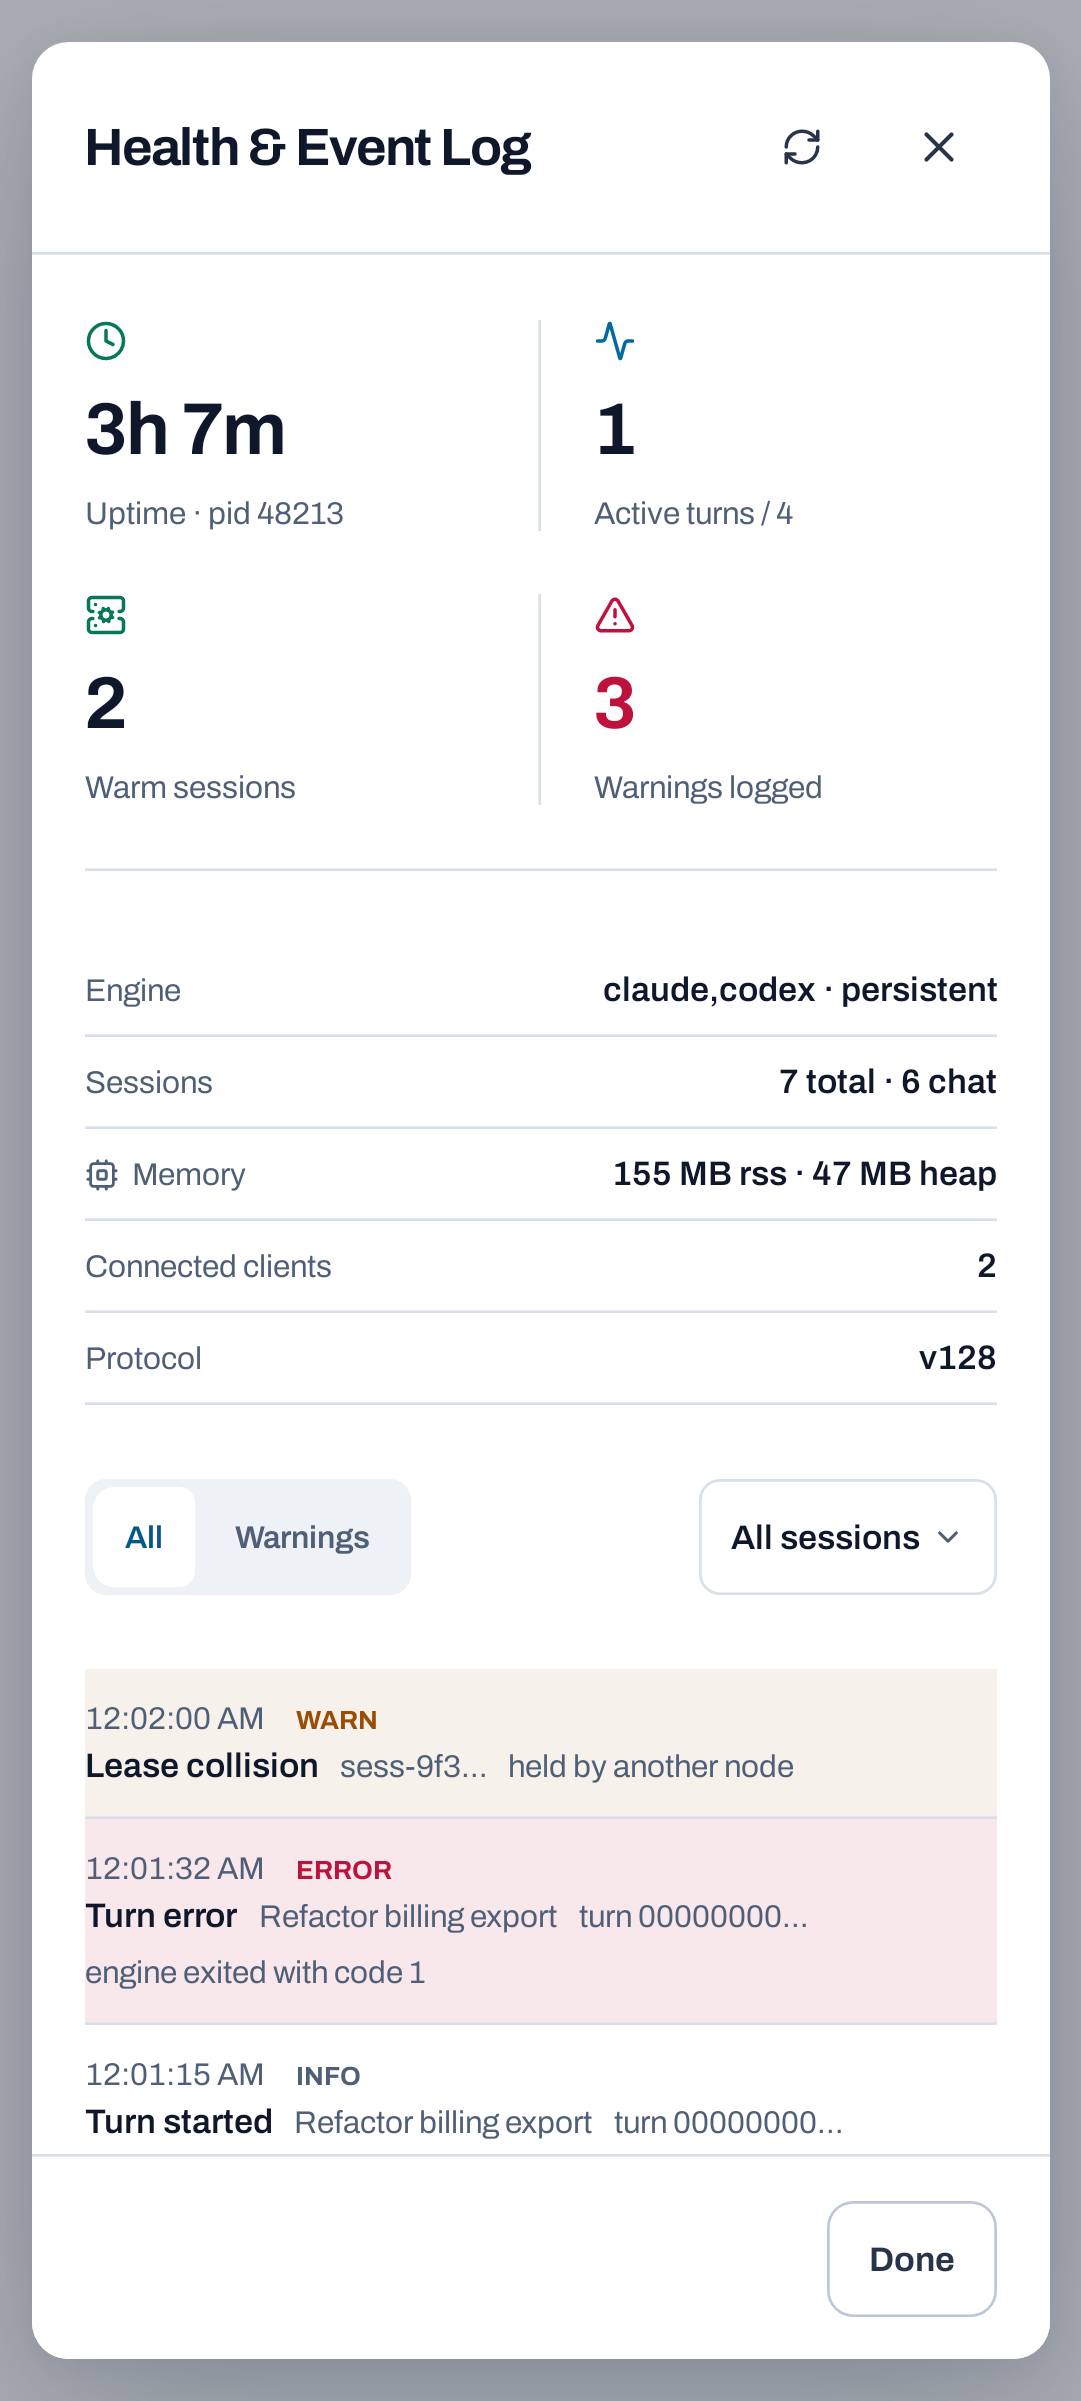 Health & Event Log
3h 7m
Uptime · pid 48213
1
Active turns / 4
2
Warm sessions
3
Warnings logged
Engine claude,codex · persistent
Sessions 7 total · 6 chat
Memory 155 MB rss · 47 MB heap
Connected clients 2
Protocol v128
All Warnings All sessions
12:02:00 AM WARN
Lease collision sess-9f3… held by another node
12:01:32 AM ERROR
Turn error Refactor billing export turn 00000000…
engine exited with code 1
12:01:15 AM INFO
Turn started Refactor billing export turn 00000000…
Done